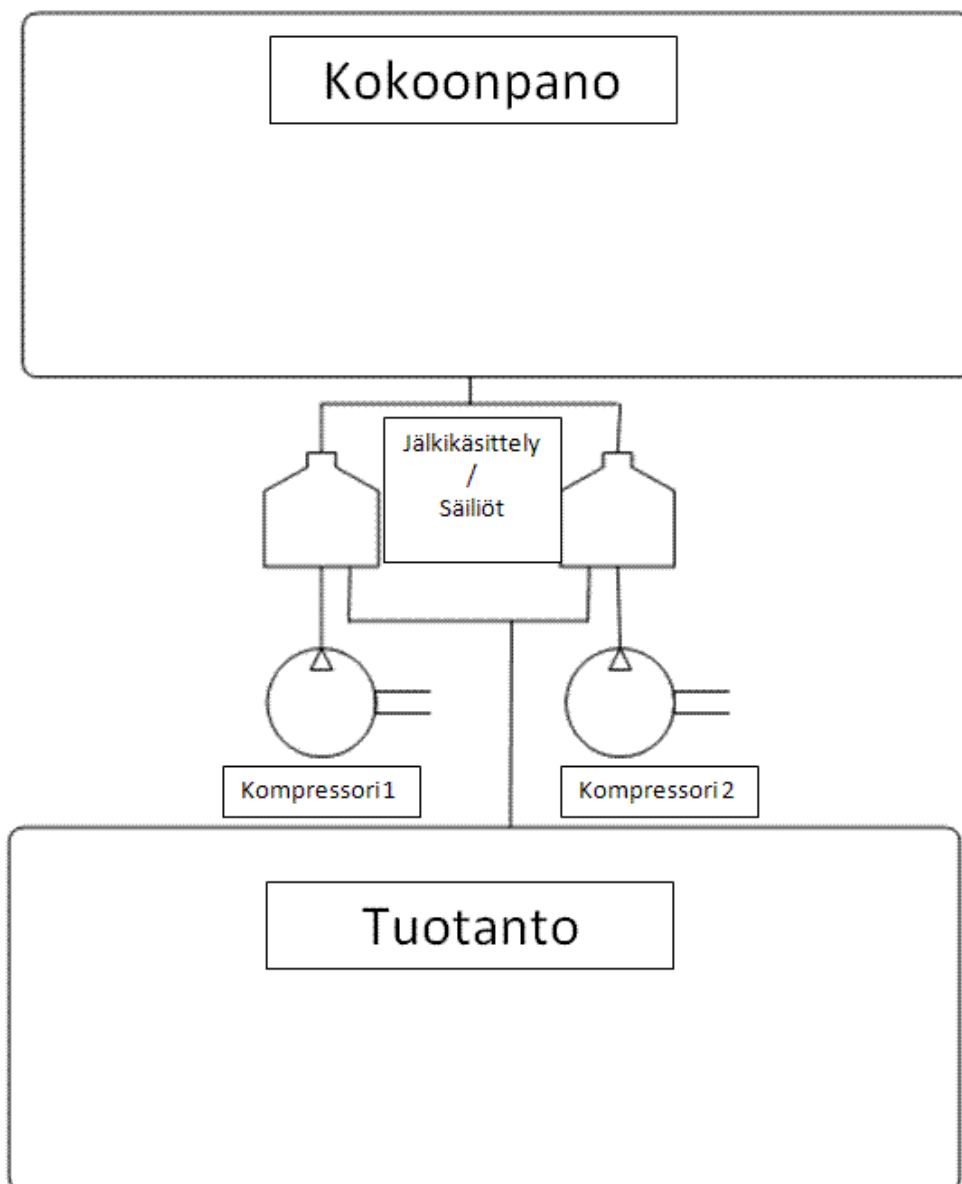 Kokoonpano
Jälkikäsittely
/
Säiliöt
Kompressori 1
Kompressori 2
Tuotanto